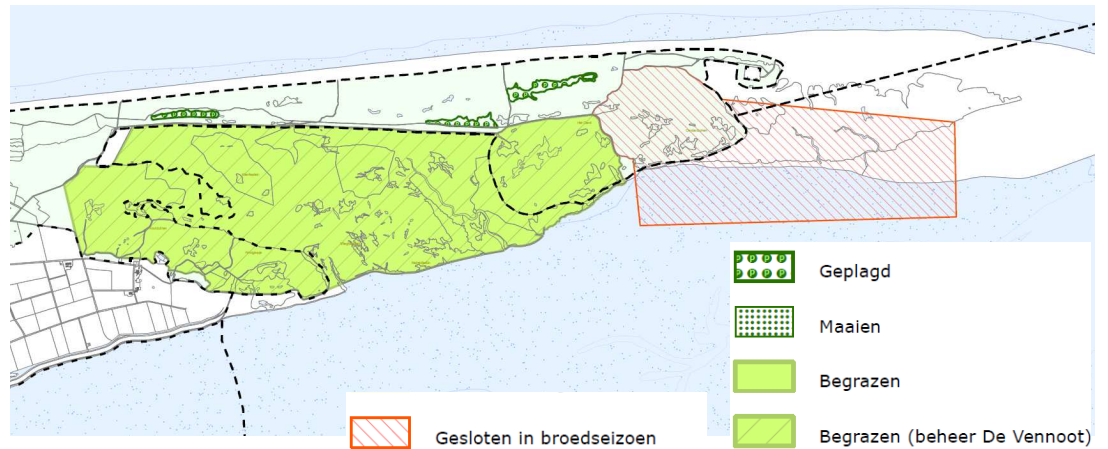 Geplagd
Maaien
Begrazen
Gesloten in broedseizoen
Begrazen (beheer De Vennoot)